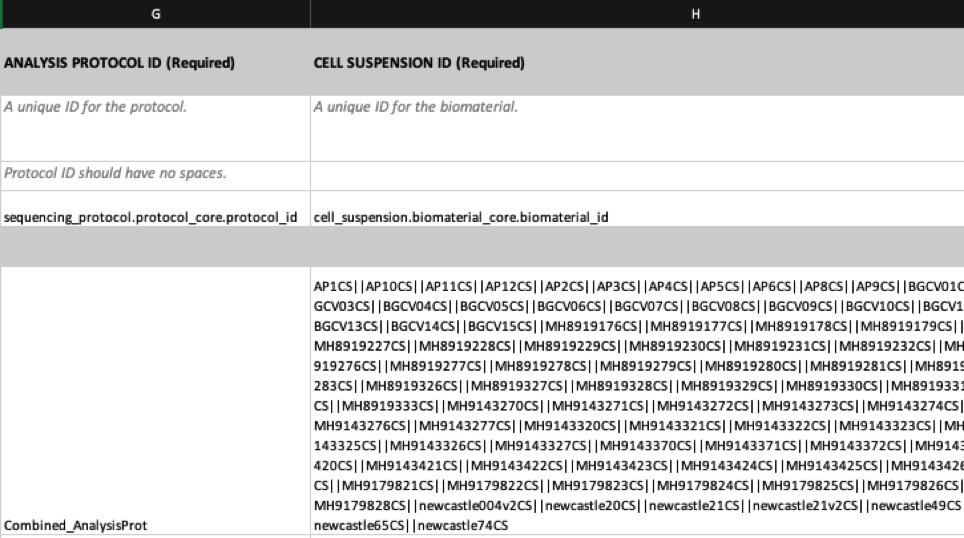 G H
ANALYSIS PROTOCOL ID (Required) CELL SUSPENSION ID (Required)
A unique ID for the protocol. A unique ID for the biomaterial.
Protocol ID should have no spaces.
sequencing_protocol.protocol_core.protocol_id cell_suspension.biomaterial_core.biomaterial_id
AP1CS||AP10CS||AP11CS||AP12CS||AP2CS||AP3CS||AP4CS||AP5CS||AP6CS||AP8CS||AP9CS||BGCV01C
GCV03CS||BGCV04CS||BGCV05CS||BGCV06CS||BGCV07CS||BGCV08CS||BGCV09CS||BGCV10CS||BGCV1
BGCV13CS||BGCV14CS||BGCV15CS||MH8919176CS||MH8919177CS||MH8919178CS||MH8919179CS||
MH8919227CS||MH8919228CS||MH8919229CS||MH8919230CS||MH8919231CS||MH8919232CS||MH
919276CS||MH8919277CS||MH8919278CS||MH8919279CS||MH8919280CS||MH8919281CS||MH8919
283CS||MH8919326CS||MH8919327CS||MH8919328CS||MH8919329CS||MH8919330CS||MH8919331
CS||MH8919333CS||MH9143270CS||MH9143271CS||MH9143272CS||MH9143273CS||MH9143274CS|
MH9143276CS||MH9143277CS||MH9143320CS||MH9143321CS||MH9143322CS||MH9143323CS||MH
143325CS||MH9143326CS||MH9143327CS||MH9143370CS||MH9143371CS||MH9143372CS||MH9143
420CS||MH9143421CS||MH9143422CS||MH9143423CS||MH9143424CS||MH9143425CS||MH9143426
CS||MH9179821CS||MH9179822CS||MH9179823CS||MH9179824CS||MH9179825CS||MH9179826CS|
MH9179828CS||newcastle004v2CS||newcastle20CS||newcastle21CS||newcastle21v2CS||newcastle49CS
Combined_AnalysisProt newcastle65CS||newcastle74CS